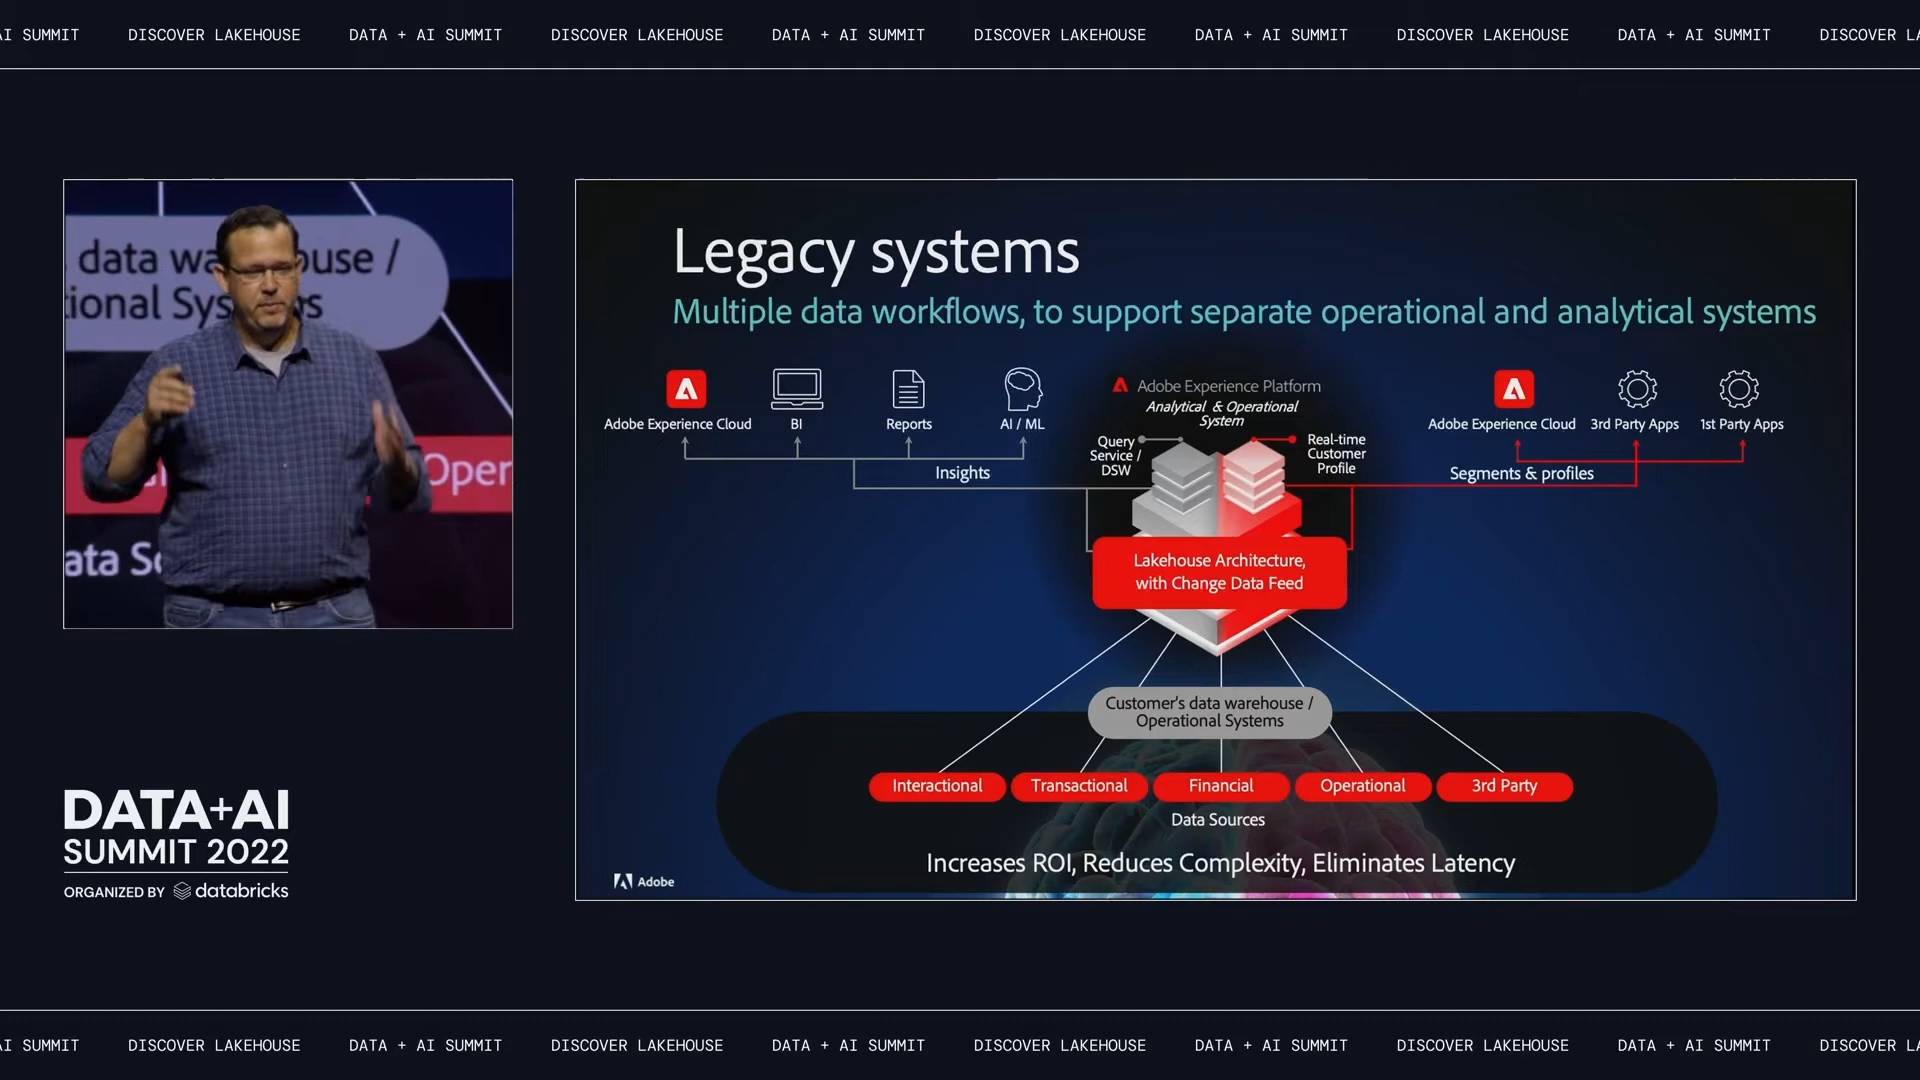 AI SUMMIT DISCOVER LAKEHOUSE DATA + AI SUMMIT DISCOVER LAKEHOUSE DATA + AI SUMMIT DISCOVER LAKEHOUSE DATA + AI SUMMIT DISCOVER LAKEHOUSE DATA + AI SUMMIT DISCOVER LA
data wa ouse /
tional Sys s
Oper
ata So
DATA+AI
SUMMIT 2022
ORGANIZED BY databricks
Legacy systems
Multiple data workflows, to support separate operational and analytical systems
Adobe Experience Cloud
BI
Reports
AI / ML
Insights
Adobe Experience Platform
Analytical & Operational
System
Query
Service /
DSW
Real-time
Customer
Profile
Adobe Experience Cloud
3rd Party Apps
1st Party Apps
Segments & profiles
Lakehouse Architecture,
with Change Data Feed
Customer's data warehouse /
Operational Systems
Interactional
Transactional
Financial
Operational
3rd Party
Data Sources
Increases ROI, Reduces Complexity, Eliminates Latency
Adobe
AI SUMMIT DISCOVER LAKEHOUSE DATA + AI SUMMIT DISCOVER LAKEHOUSE DATA + AI SUMMIT DISCOVER LAKEHOUSE DATA + AI SUMMIT DISCOVER LAKEHOUSE DATA + AI SUMMIT DISCOVER LA